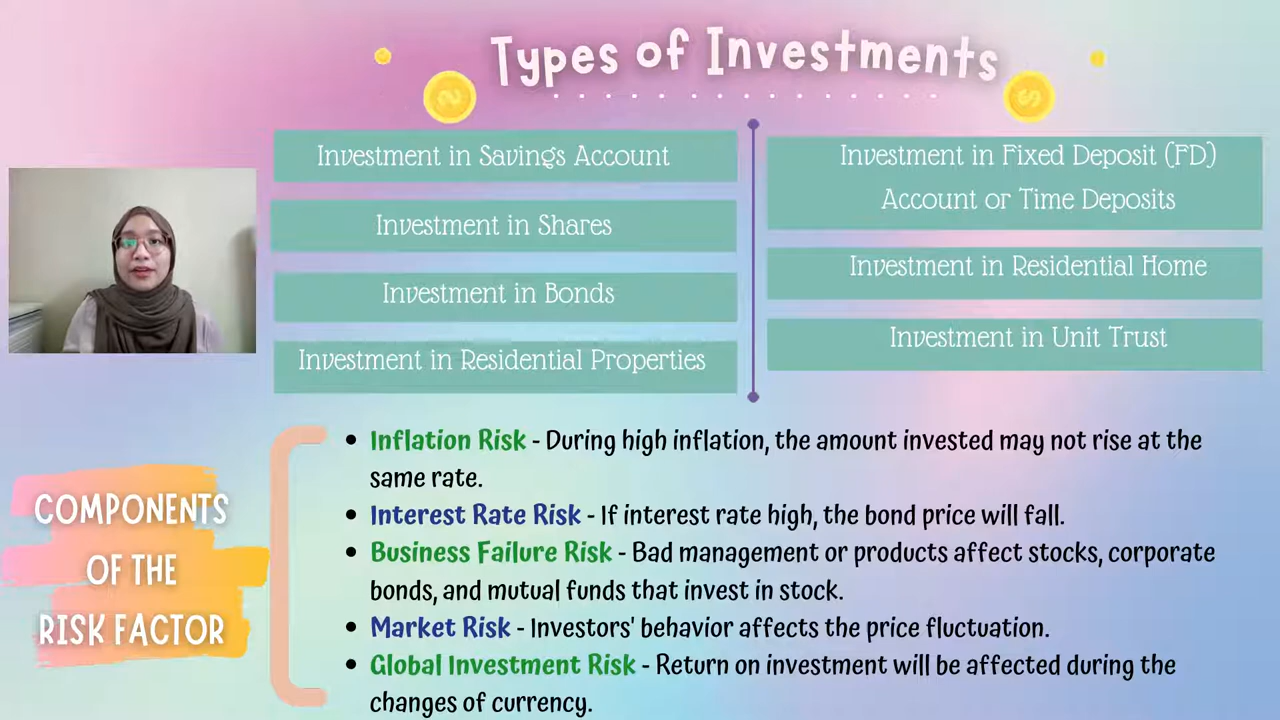 Types of Investments
Investment in Savings Account
Investment in Shares
Investment in Bonds
Investment in Residential Properties
Investment in Fixed Deposit (FD)
Account or Time Deposits
Investment in Residential Home
Investment in Unit Trust
COMPONENTS
OF THE
RISK FACTOR
• Inflation Risk - During high inflation, the amount invested may not rise at the
same rate.
• Interest Rate Risk - If interest rate high, the bond price will fall.
• Business Failure Risk - Bad management or products affect stocks, corporate
bonds, and mutual funds that invest in stock.
• Market Risk - Investors' behavior affects the price fluctuation.
• Global Investment Risk - Return on investment will be affected during the
changes of currency.